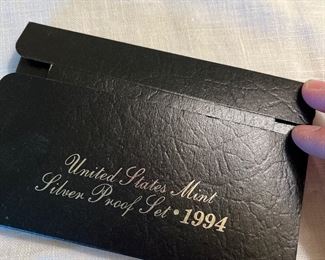 United States Mint
Silver Proof Set • 1994